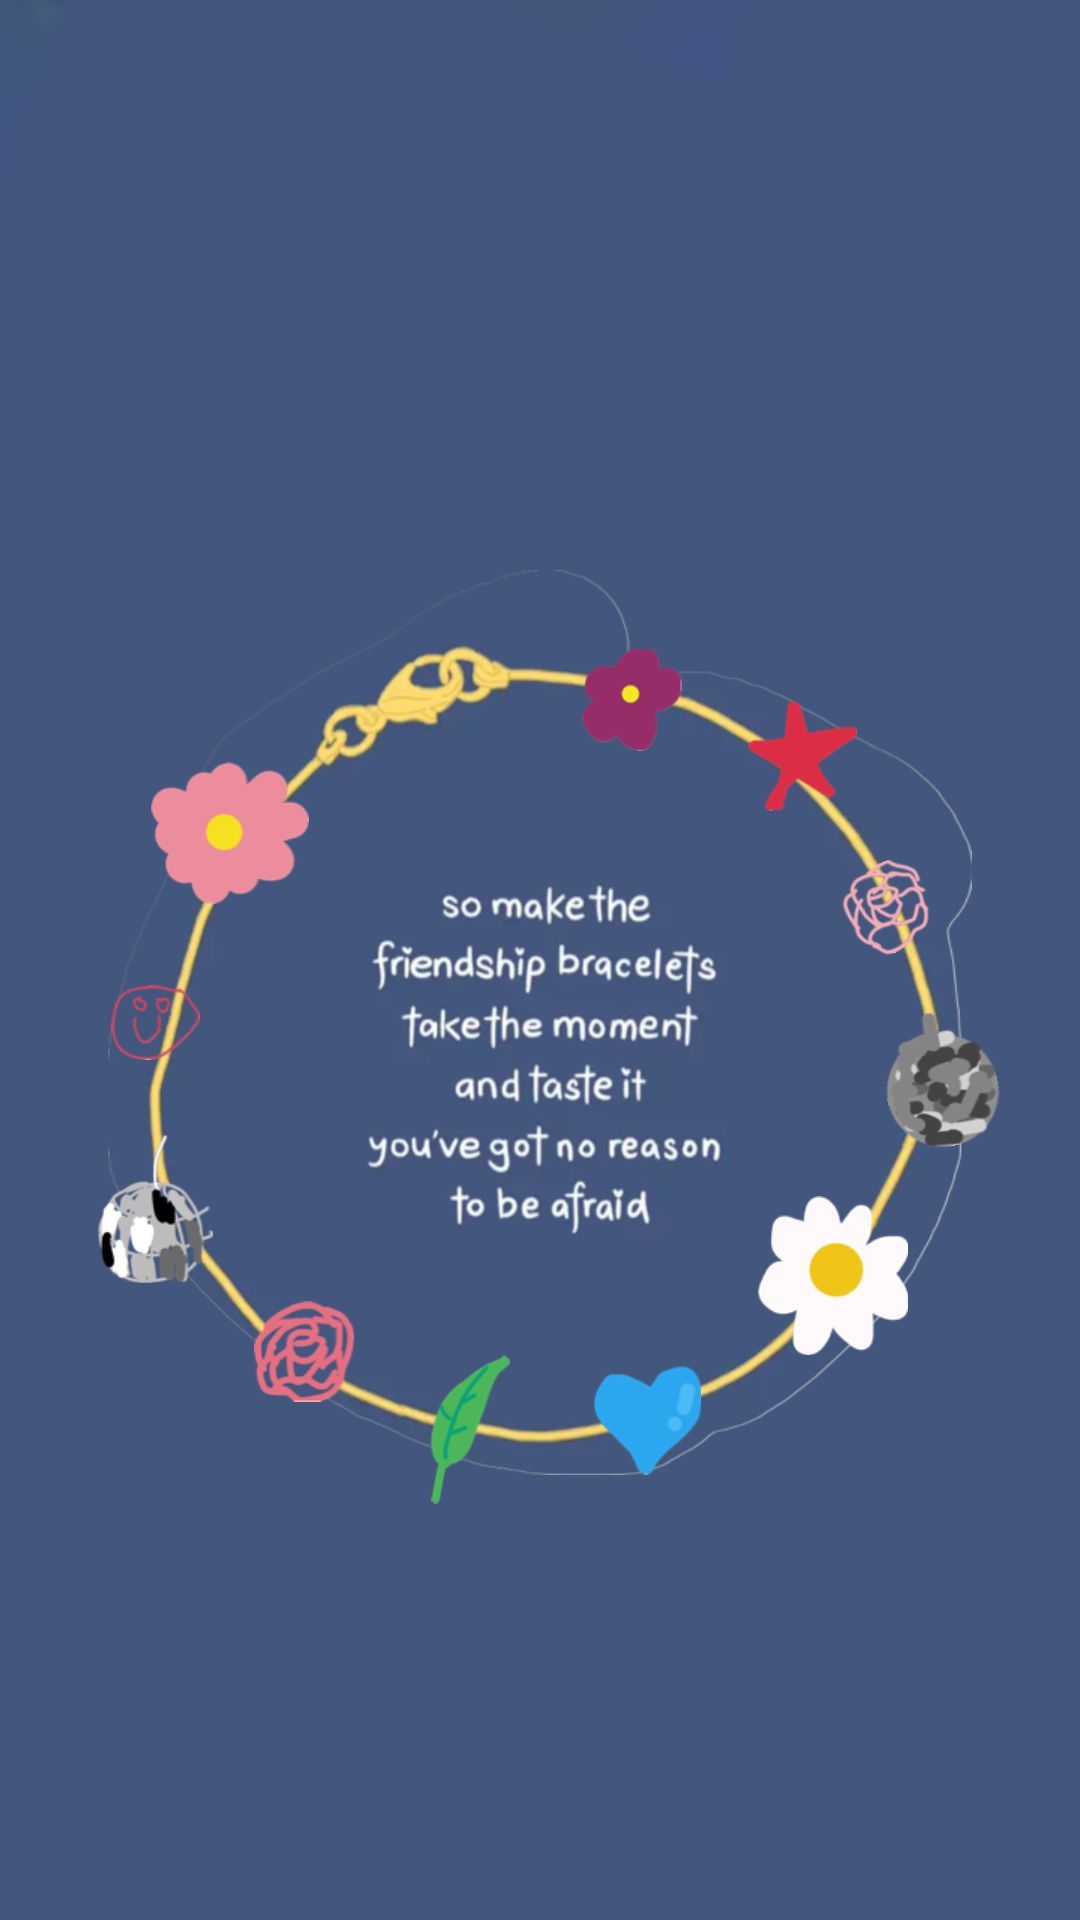 so make the
friendship bracelets
take the moment
and taste it
you've got no reason
to be afraid